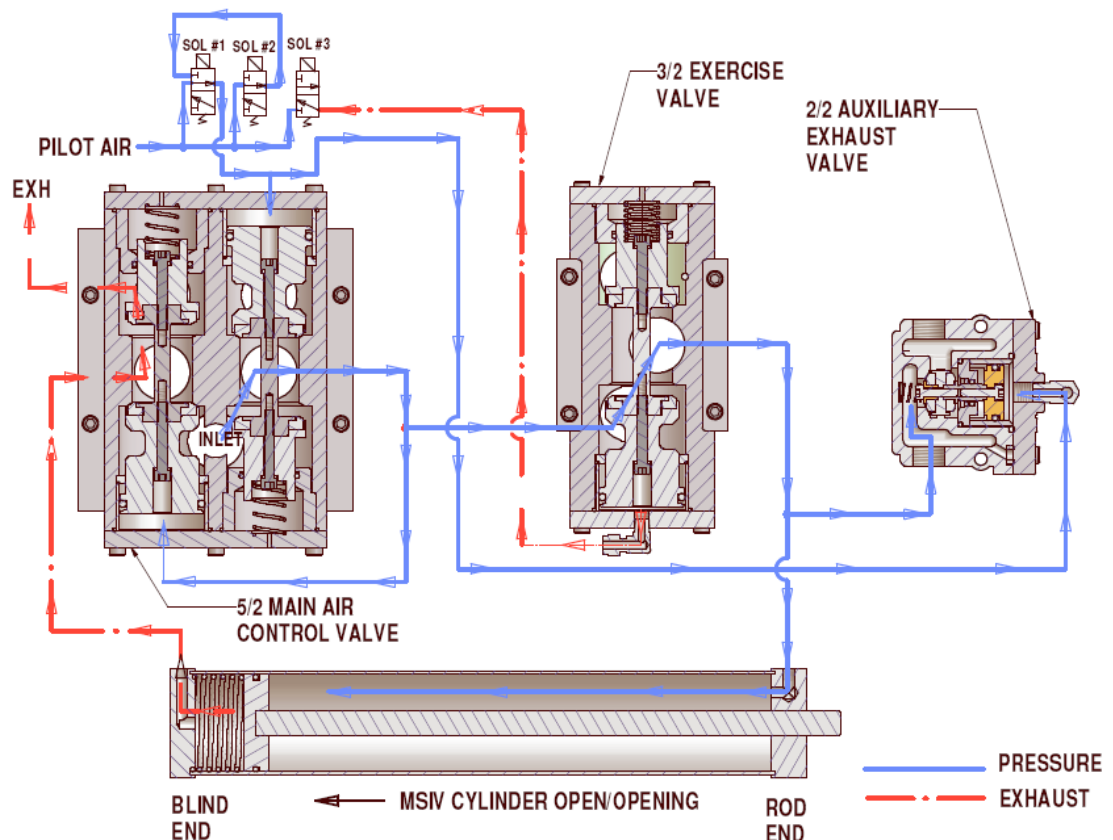 SOL #1
SOL #2
SOL #3
3/2 EXERCISE
VALVE
2/2 AUXILIARY
EXHAUST
VALVE
PILOT AIR
EXH
INLET
5/2 MAIN AIR
CONTROL VALVE
PRESSURE
EXHAUST
BLIND
END
MSIV CYLINDER OPEN/OPENING
ROD
END